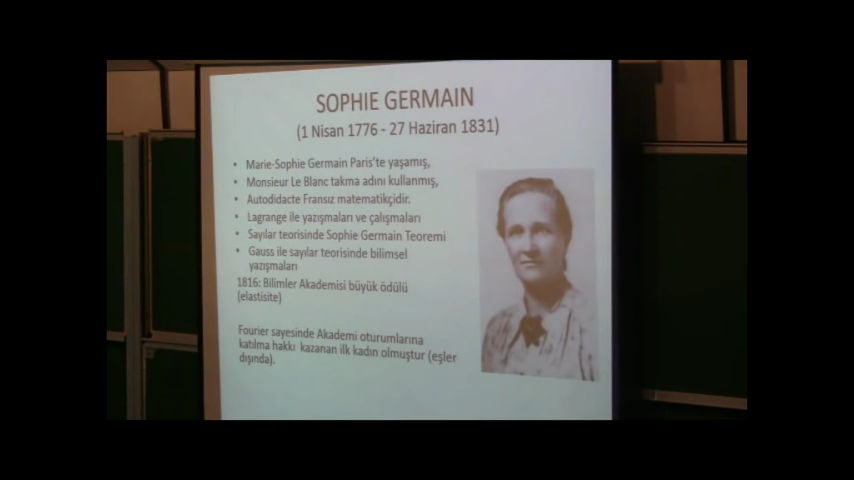 SOPHIE GERMAIN
(1 Nisan 1776 - 27 Haziran 1831)
• Marie-Sophie Germain Paris'te yaşamış,
• Monsieur Le Blanc takma adını kullanmış,
• Autodidacte Fransız matematikçidir.
• Lagrange ile yazışmaları ve çalışmaları
• Sayılar teorisinde Sophie Germain Teoremi
• Gauss ile sayılar teorisinde bilimsel
yazışmaları
1816: Bilimler Akademisi büyük ödülü
(elastisite)
Fourier sayesinde Akademi oturumlarına
katılma hakkı kazanan ilk kadın olmuştur (eşler
dışında).